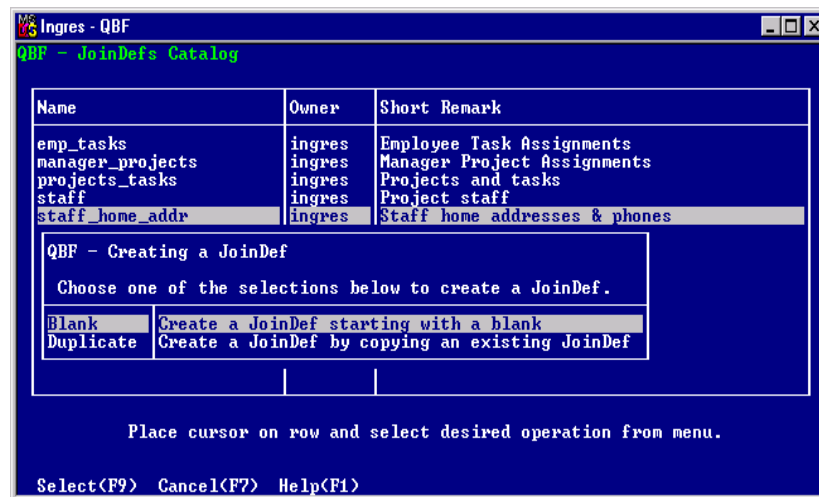 Ingres - QBF
QBF - JoinDefs Catalog
Name Owner Short Remark
emp_tasks ingres Employee Task Assignments
manager_projects ingres Manager Project Assignments
projects_tasks ingres Projects and tasks
staff ingres Project staff
staff_home_addr ingres Staff home addresses & phones
QBF - Creating a JoinDef
Choose one of the selections below to create a JoinDef.
Blank Create a JoinDef starting with a blank
Duplicate Create a JoinDef by copying an existing JoinDef
Place cursor on row and select desired operation from menu.
Select(F9) Cancel(F7) Help(F1)